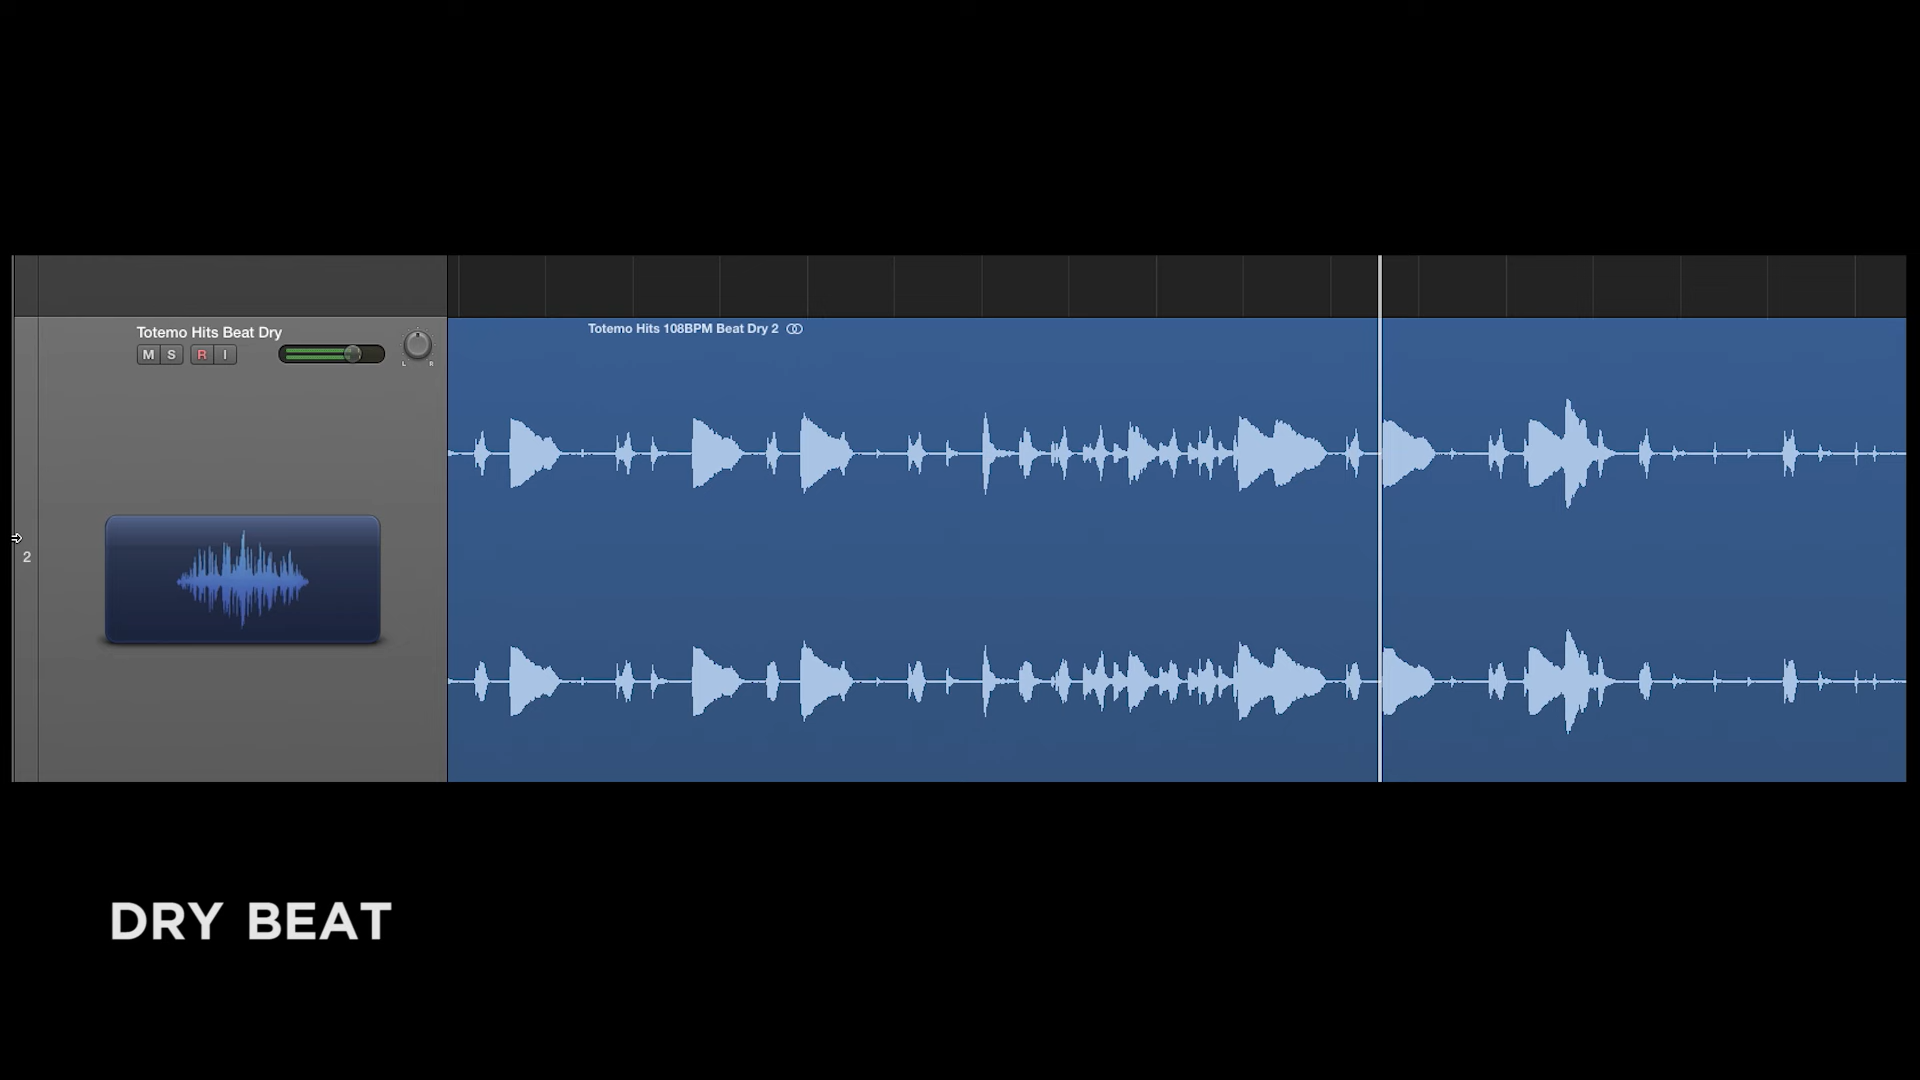 Totemo Hits Beat Dry
Totemo Hits 108BPM Beat Dry 2
M S R I
L R
2
DRY BEAT